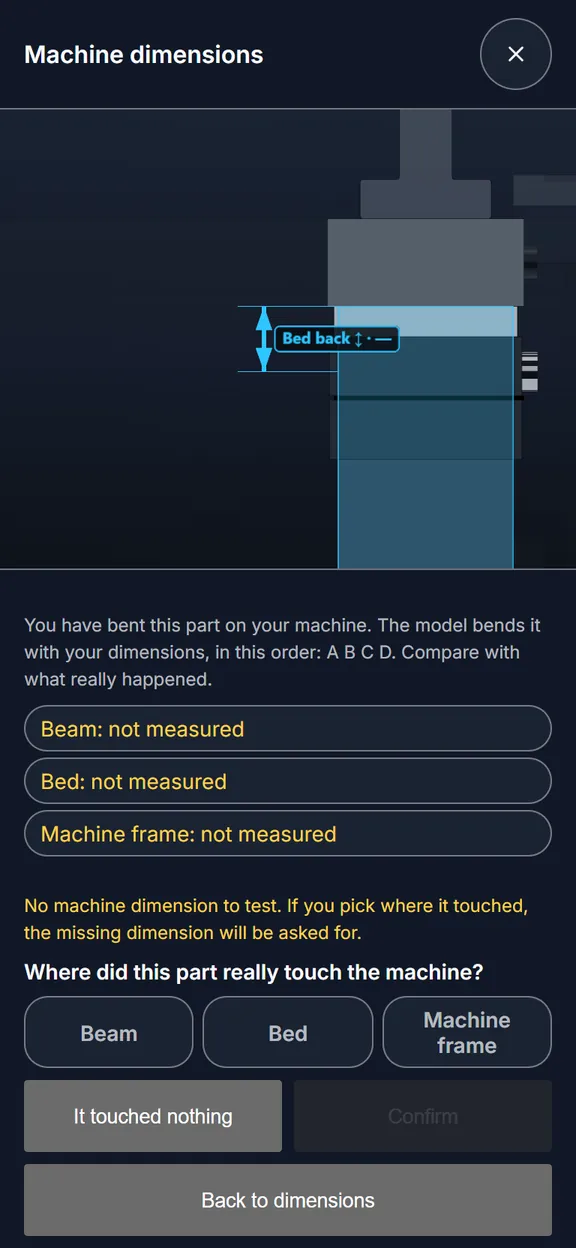 Machine dimensions
Bed back ↕ · —
You have bent this part on your machine. The model bends it
with your dimensions, in this order: A B C D. Compare with
what really happened.
Beam: not measured
Bed: not measured
Machine frame: not measured
No machine dimension to test. If you pick where it touched,
the missing dimension will be asked for.
Where did this part really touch the machine?
Beam
Bed
Machine
frame
It touched nothing
Confirm
Back to dimensions